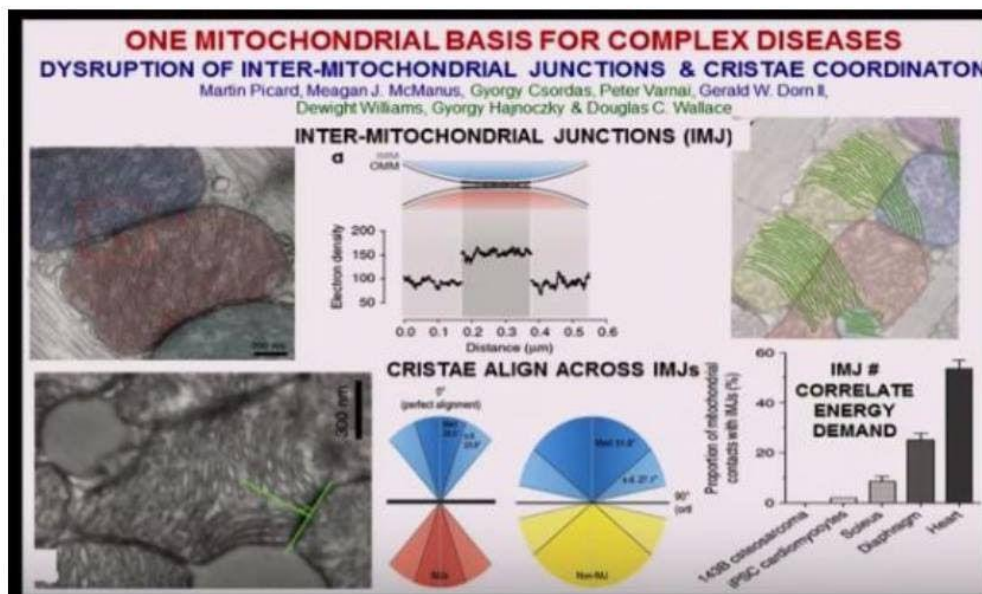 ONE MITOCHONDRIAL BASIS FOR COMPLEX DISEASES
DYSRUPTION OF INTER-MITOCHONDRIAL JUNCTIONS & CRISTAE COORDINATON
Martin Picard, Meagan J. McManus, Gyorgy Csordas, Peter Varnai, Gerald W. Dorn II,
Dewight Williams, Gyorgy Hajnoczky & Douglas C. Wallace
INTER-MITOCHONDRIAL JUNCTIONS (IMJ)
d
OMM
Electron density
200
150
100
50
0.0 0.1 0.2 0.3 0.4 0.5 0.6
Distance (μm)
CRISTAE ALIGN ACROSS IMJs
0°
(perfect alignment)
90°
Non-IMJ
300 nm
IMJ #
CORRELATE
ENERGY
DEMAND
Proportion of mitochondrial
contacts with IMJs (%)
60
40
20
0
143B osteosarcoma
iPSC cardiomyocytes
Soleus
Diaphragm
Heart